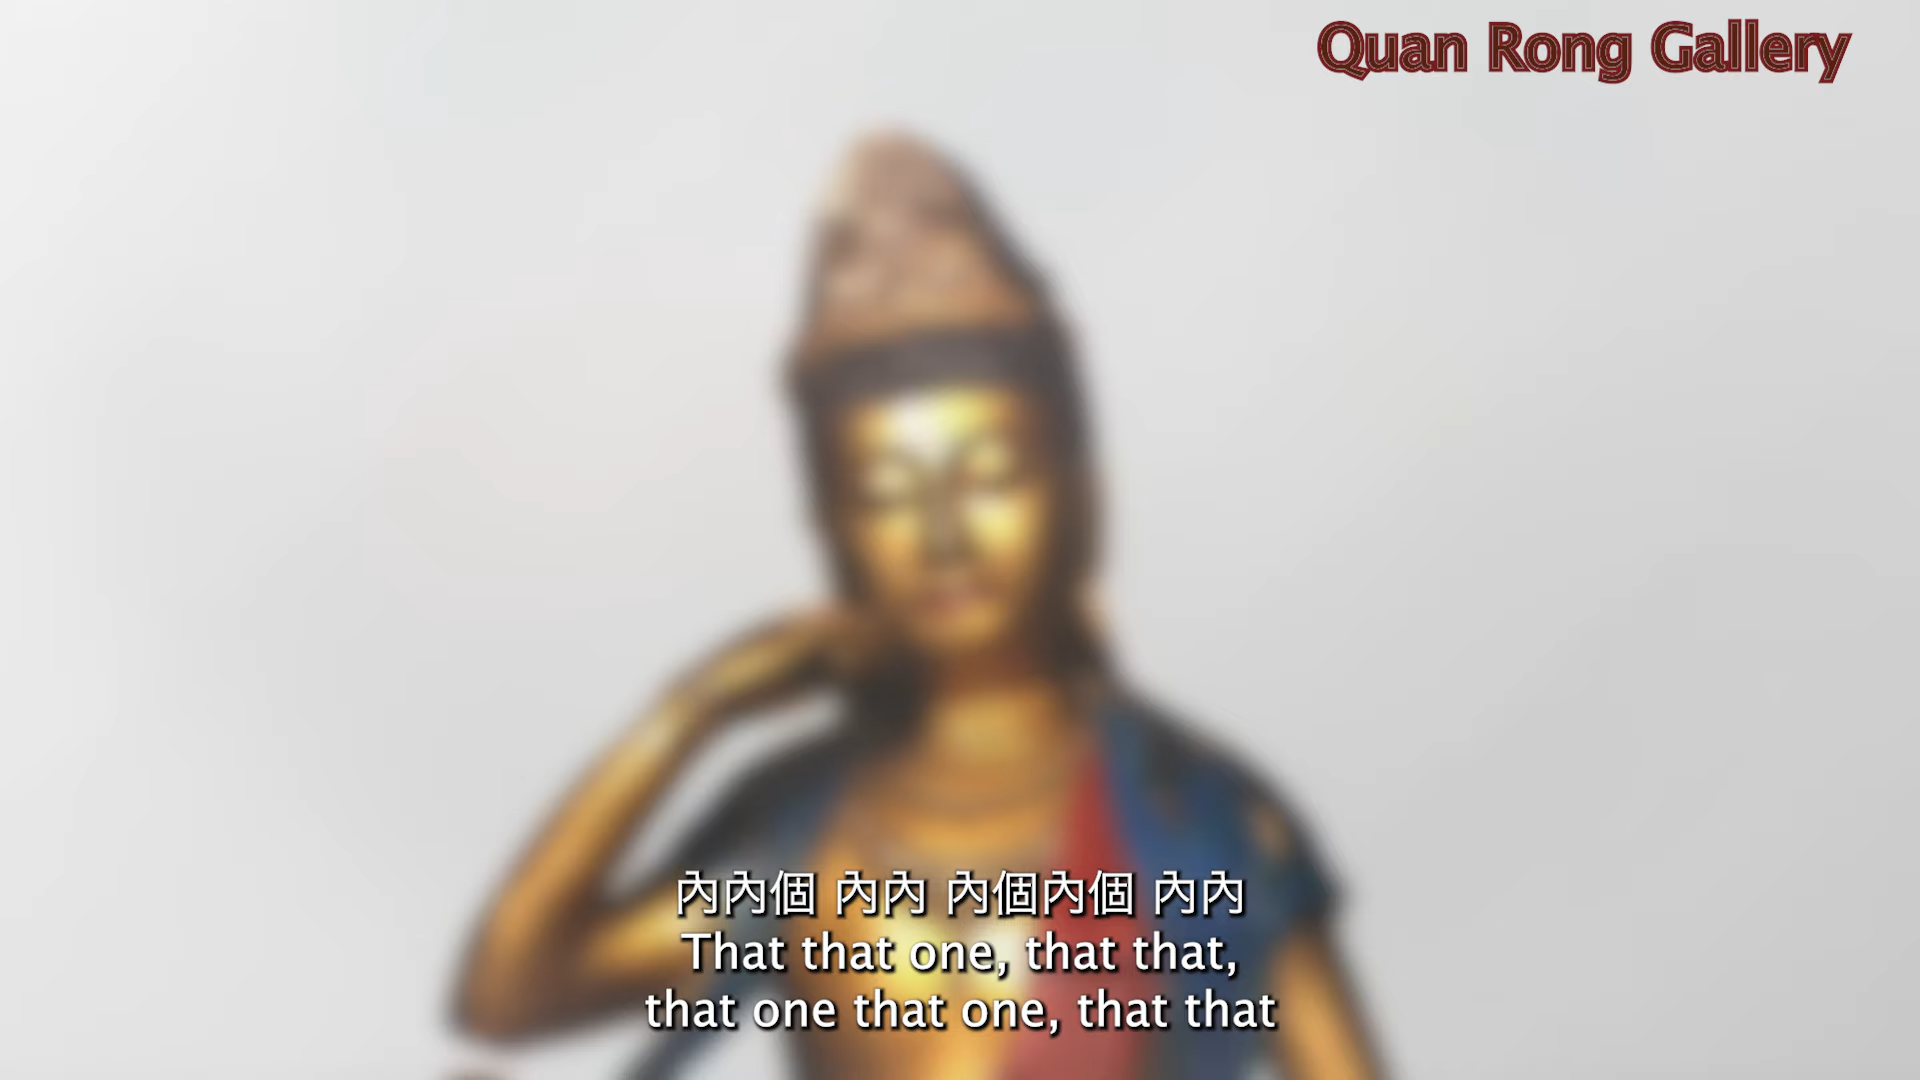 Quan Rong Gallery
內內個 內內 內個內個 內內
That that one, that that,
that one that one, that that